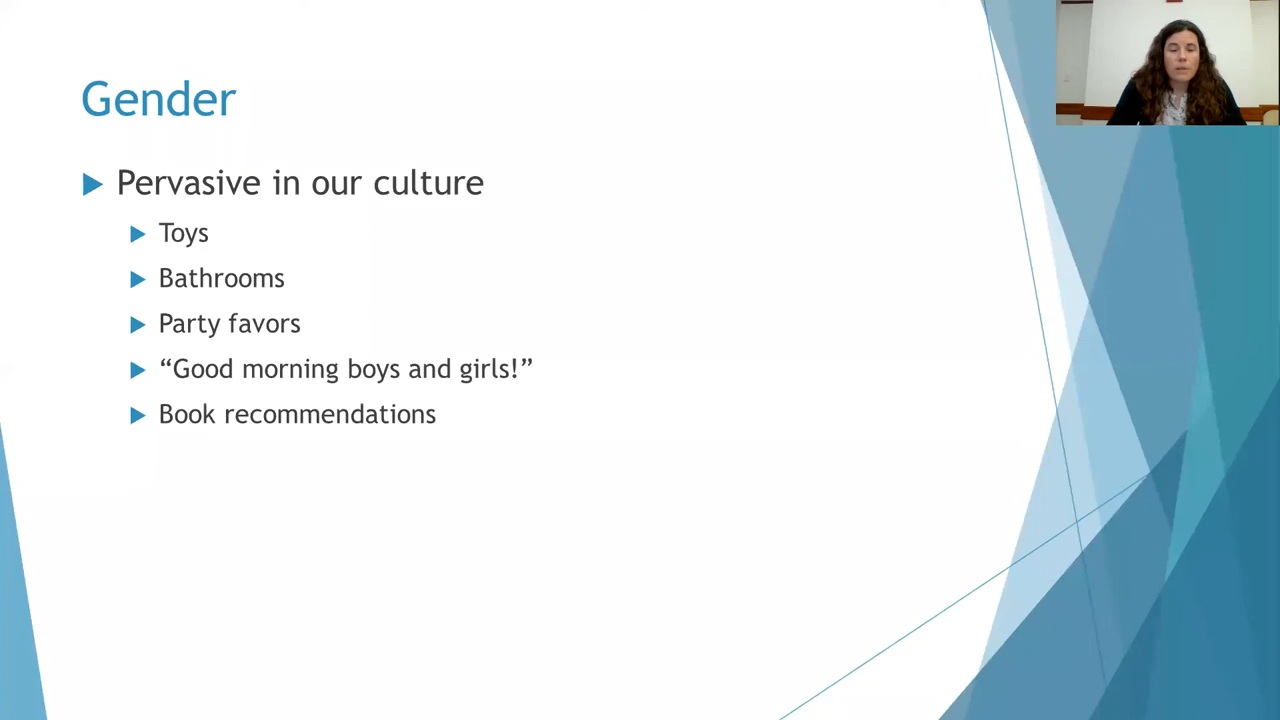 Gender
Pervasive in our culture
Toys
Bathrooms
Party favors
“Good morning boys and girls!”
Book recommendations